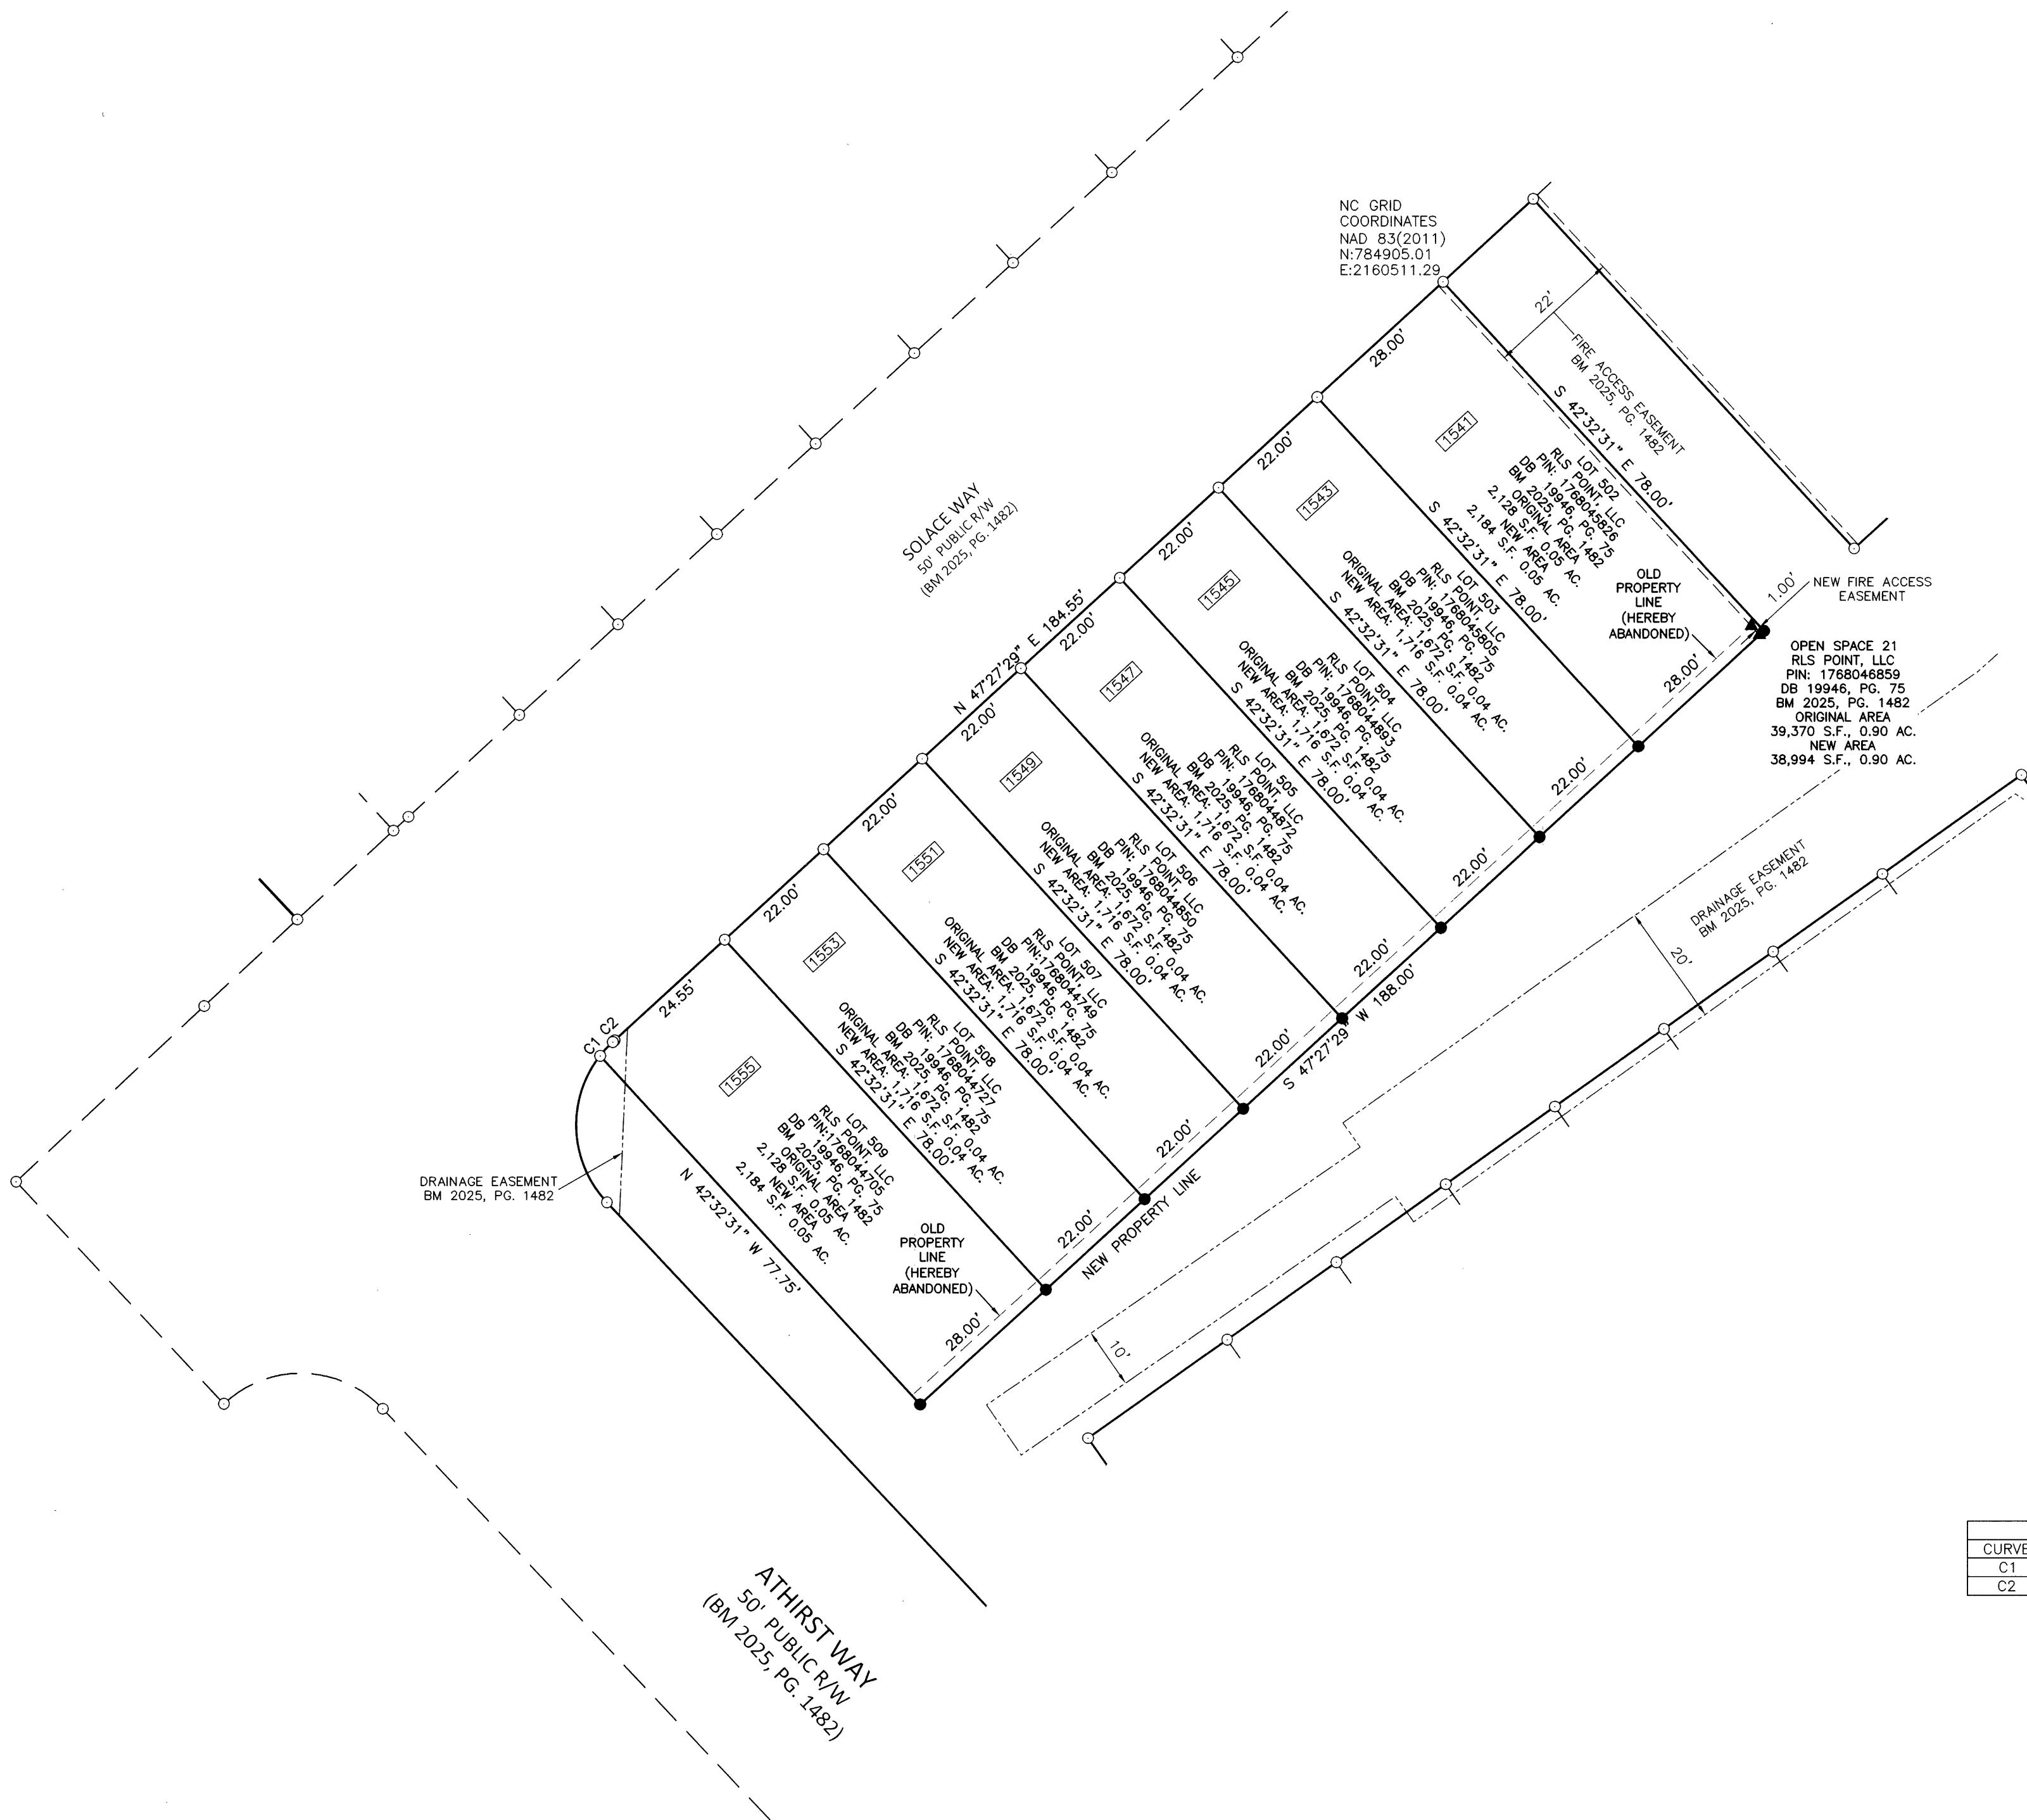 NC GRID
COORDINATES
NAD 83(2011)
N:784905.01
E:2160511.29
22'
FIRE ACCESS EASEMENT
BM 2025, PG. 1482
S 42°32'31" E 78.00'
SOLACE WAY
50' PUBLIC R/W
(BM 2025, PG. 1482)
N 47°27'29" E 184.55'
28.00'
1541
LOT 502
RLS POINT, LLC
PIN: 1768045826
DB 19946, PG. 75
BM 2025, PG. 1482
ORIGINAL AREA
2,128 S.F. 0.05 AC.
NEW AREA
2,184 S.F. 0.05 AC.
OLD
PROPERTY
LINE
(HEREBY
ABANDONED)
28.00'
1.00'
NEW FIRE ACCESS
EASEMENT
OPEN SPACE 21
RLS POINT, LLC
PIN: 1768046859
DB 19946, PG. 75
BM 2025, PG. 1482
ORIGINAL AREA
39,370 S.F., 0.90 AC.
NEW AREA
38,994 S.F., 0.90 AC.
22.00'
1543
S 42°32'31" E 78.00'
LOT 503
RLS POINT, LLC
PIN: 1768045805
DB 19946, PG. 75
BM 2025, PG. 1482
ORIGINAL AREA: 1,672 S.F. 0.04 AC.
NEW AREA: 1,716 S.F. 0.04 AC.
22.00'
22.00'
1545
S 42°32'31" E 78.00'
LOT 504
RLS POINT, LLC
PIN: 1768044893
DB 19946, PG. 75
BM 2025, PG. 1482
ORIGINAL AREA: 1,672 S.F. 0.04 AC.
NEW AREA: 1,716 S.F. 0.04 AC.
22.00'
22.00'
1547
S 42°32'31" E 78.00'
LOT 505
RLS POINT, LLC
PIN: 1768044872
DB 19946, PG. 75
BM 2025, PG. 1482
ORIGINAL AREA: 1,672 S.F. 0.04 AC.
NEW AREA: 1,716 S.F. 0.04 AC.
22.00'
22.00'
1549
S 42°32'31" E 78.00'
LOT 506
RLS POINT, LLC
PIN: 1768044850
DB 19946, PG. 75
BM 2025, PG. 1482
ORIGINAL AREA: 1,672 S.F. 0.04 AC.
NEW AREA: 1,716 S.F. 0.04 AC.
22.00'
22.00'
1551
S 42°32'31" E 78.00'
LOT 507
RLS POINT, LLC
PIN:1768044749
DB 19946, PG. 75
BM 2025, PG. 1482
ORIGINAL AREA: 1,672 S.F. 0.04 AC.
NEW AREA: 1,716 S.F. 0.04 AC.
22.00'
22.00'
1553
S 42°32'31" E 78.00'
LOT 508
RLS POINT, LLC
PIN: 1768044727
DB 19946, PG. 75
BM 2025, PG. 1482
ORIGINAL AREA: 1,672 S.F. 0.04 AC.
NEW AREA: 1,716 S.F. 0.04 AC.
22.00'
24.55'
C1
C2
1555
S 42°32'31" E 78.00'
LOT 509
RLS POINT, LLC
PIN:1768044705
DB 19946, PG. 75
BM 2025, PG. 1482
ORIGINAL AREA
2,128 S.F. 0.05 AC.
NEW AREA
2,184 S.F. 0.05 AC.
OLD
PROPERTY
LINE
(HEREBY
ABANDONED)
28.00'
N 42°32'31" W 77.75'
S 47°27'29" W 188.00'
NEW PROPERTY LINE
DRAINAGE EASEMENT
BM 2025, PG. 1482
DRAINAGE EASEMENT
BM 2025, PG. 1482
20'
10'
ATHIRST WAY
50' PUBLIC R/W
(BM 2025, PG. 1482)
CURVE
C1
C2